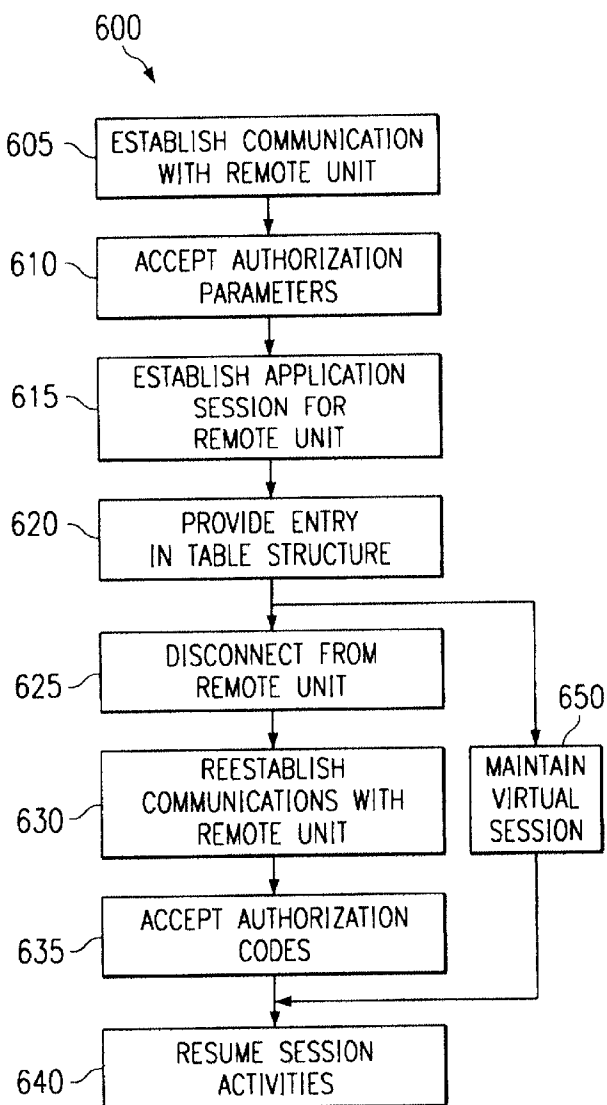 600
605
ESTABLISH COMMUNICATION
WITH REMOTE UNIT
610
ACCEPT AUTHORIZATION
PARAMETERS
615
ESTABLISH APPLICATION
SESSION FOR
REMOTE UNIT
620
PROVIDE ENTRY
IN TABLE STRUCTURE
625
DISCONNECT FROM
REMOTE UNIT
650
MAINTAIN
VIRTUAL
SESSION
630
REESTABLISH
COMMUNICATIONS WITH
REMOTE UNIT
635
ACCEPT AUTHORIZATION
CODES
640
RESUME SESSION
ACTIVITIES